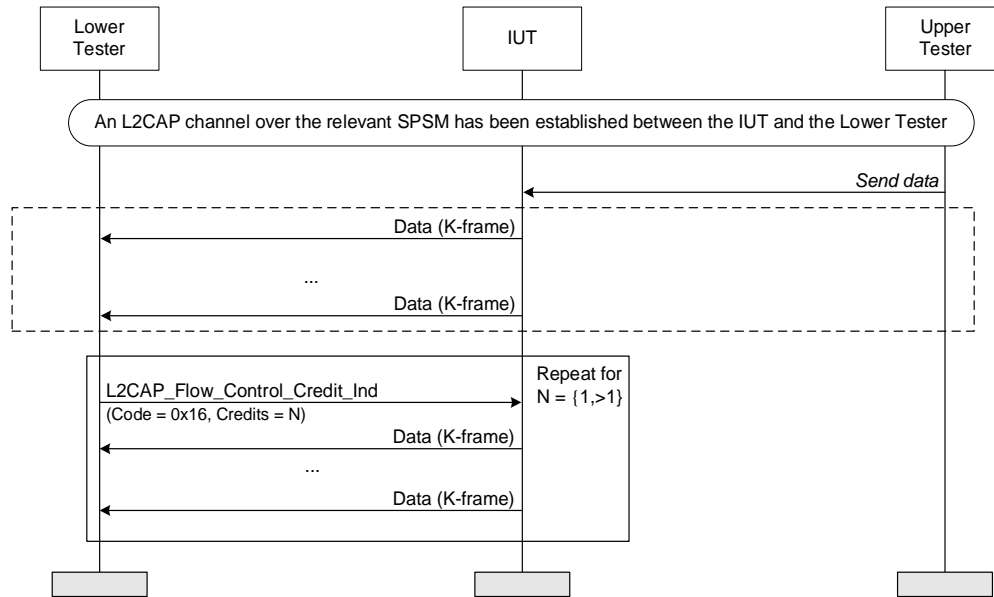 Lower
Tester
IUT
Upper
Tester
An L2CAP channel over the relevant SPSM has been established between the IUT and the Lower Tester
Send data
Data (K-frame)
...
Data (K-frame)
L2CAP_Flow_Control_Credit_Ind
(Code = 0x16, Credits = N)
Repeat for
N = {1,>1}
Data (K-frame)
...
Data (K-frame)